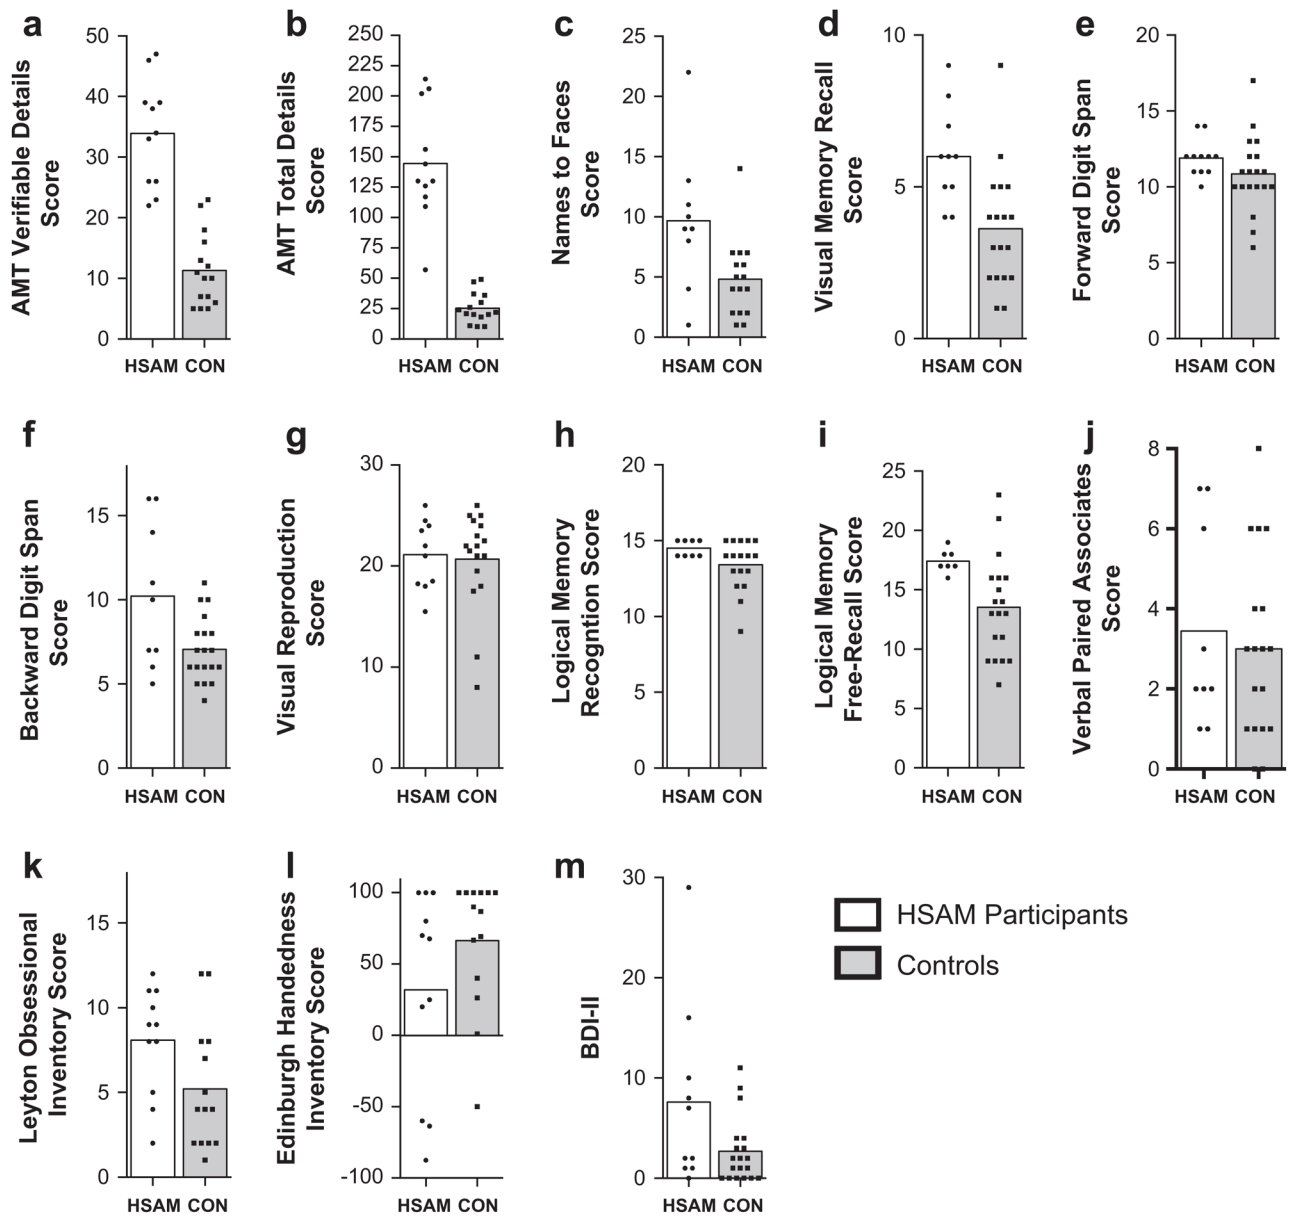 a
AMT Verifiable Details
Score
50
40
30
20
10
0
HSAM CON
b
AMT Total Details
Score
250
225
200
175
150
125
100
75
50
25
0
HSAM CON
c
Names to Faces
Score
25
20
15
10
5
0
HSAM CON
d
Visual Memory Recall
Score
10
5
0
HSAM CON
e
Forward Digit Span
Score
20
15
10
5
0
HSAM CON
f
Backward Digit Span
Score
15
10
5
0
HSAM CON
g
Visual Reproduction
Score
30
20
10
0
HSAM CON
h
Logical Memory
Recogntion Score
20
15
10
5
0
HSAM CON
i
Logical Memory
Free-Recall Score
25
20
15
10
5
0
HSAM CON
j
Verbal Paired Associates
Score
8
6
4
2
0
HSAM CON
k
Leyton Obsessional
Inventory Score
15
10
5
0
HSAM CON
l
Edinburgh Handedness
Inventory Score
100
50
0
-50
-100
HSAM CON
m
BDI-II
30
20
10
0
HSAM CON
HSAM Participants
Controls